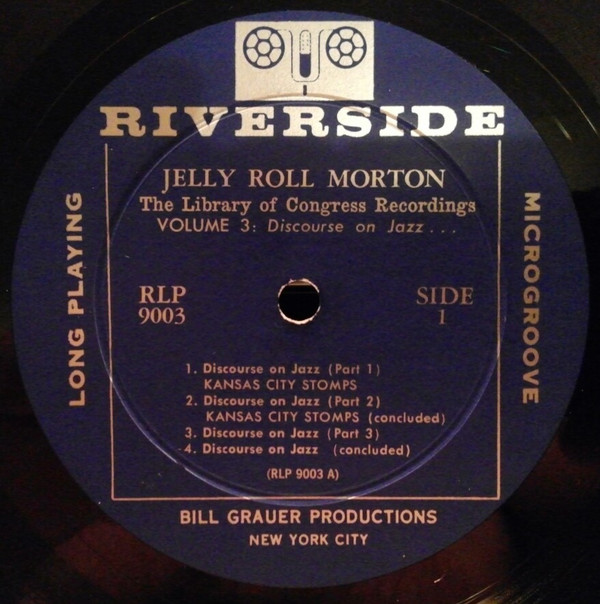 RIVERSIDE
JELLY ROLL MORTON
The Library of Congress Recordings
VOLUME 3: Discourse on Jazz . . .
LONG PLAYING
MICROGROOVE
RLP
9003
SIDE
1
1. Discourse on Jazz (Part 1)
KANSAS CITY STOMPS
2. Discourse on Jazz (Part 2)
KANSAS CITY STOMPS (concluded)
3. Discourse on Jazz (Part 3)
4. Discourse on Jazz (concluded)
(RLP 9003 A)
BILL GRAUER PRODUCTIONS
NEW YORK CITY